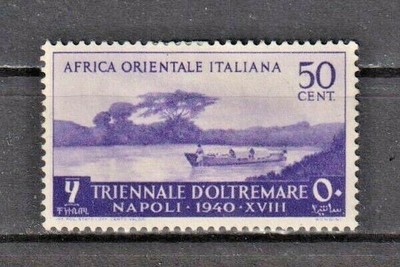 AFRICA ORIENTALE ITALIANA
50
CENT.
TRIENNALE D'OLTREMARE
NAPOLI · 1940 · XVIII